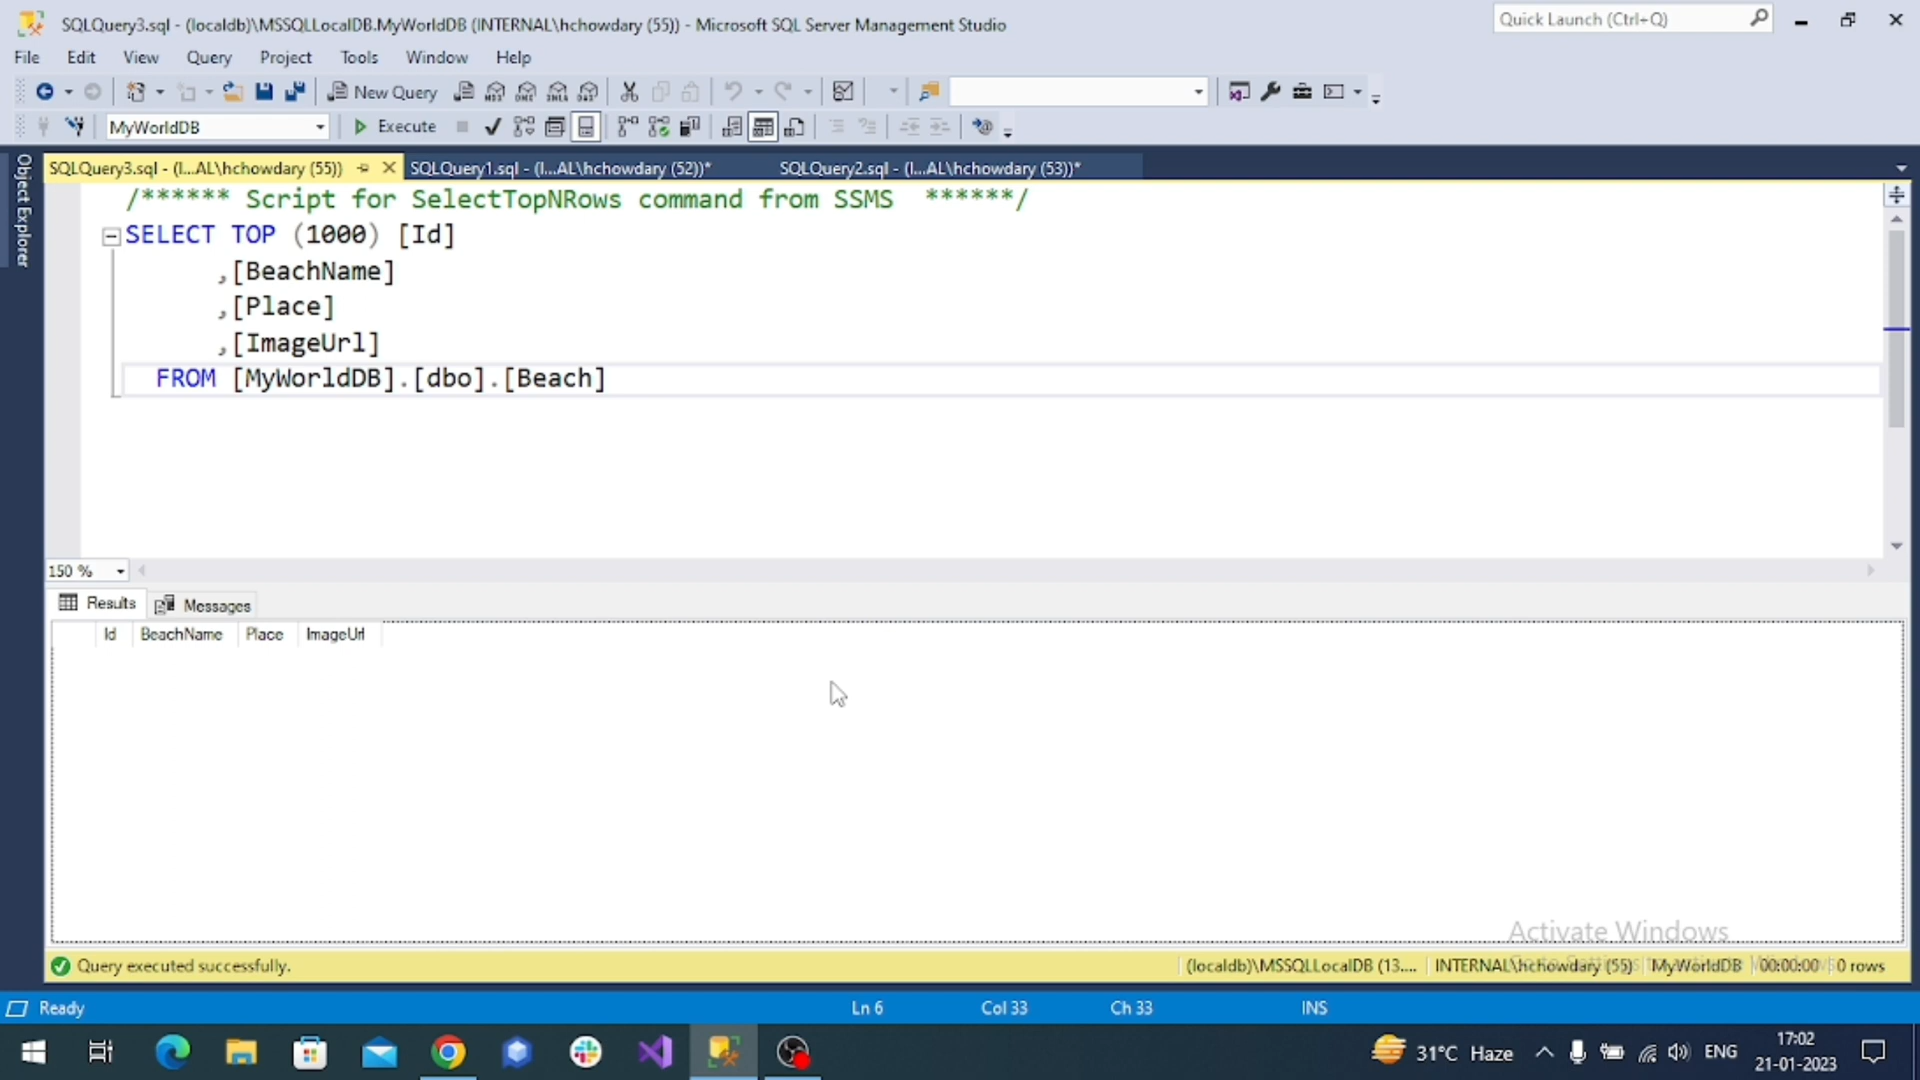 SQLQuery3.sql - (localdb)\MSSQLLocalDB.MyWorldDB (INTERNAL\hchowdary (55)) - Microsoft SQL Server Management Studio
Quick Launch (Ctrl+Q)
File Edit View Query Project Tools Window Help
New Query
MyWorldDB Execute
Object Explorer
SQLQuery3.sql - (l...AL\hchowdary (55)) SQLQuery1.sql - (l...AL\hchowdary (52))* SQLQuery2.sql - (l...AL\hchowdary (53))*
/****** Script for SelectTopNRows command from SSMS ******/
SELECT TOP (1000) [Id]
,[BeachName]
,[Place]
,[ImageUrl]
FROM [MyWorldDB].[dbo].[Beach]
150 %
Results Messages
Id BeachName Place ImageUrl
Activate Windows
Query executed successfully. (localdb)\MSSQLLocalDB (13.... INTERNAL\hchowdary (55) MyWorldDB 00:00:00 0 rows
Ready Ln 6 Col 33 Ch 33 INS
31°C Haze ENG 17:02
21-01-2023